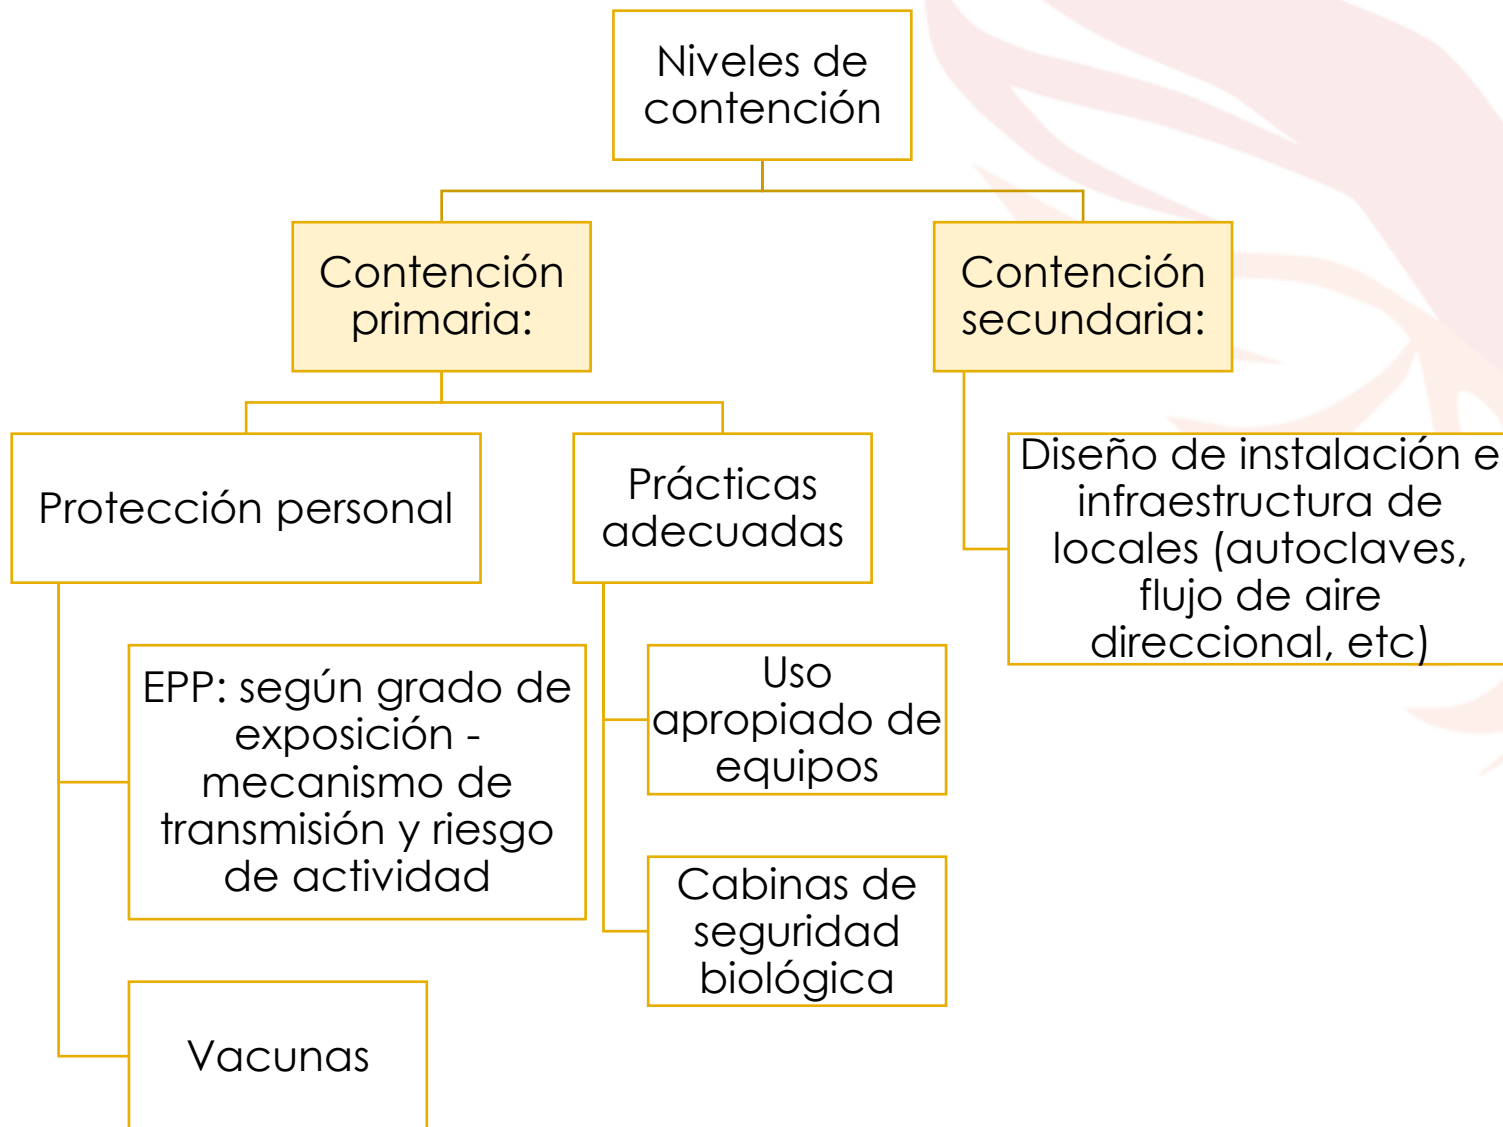 Niveles de
contención
Contención
primaria:
Contención
secundaria:
Protección personal
Prácticas
adecuadas
Diseño de instalación e
infraestructura de
locales (autoclaves,
flujo de aire
direccional, etc)
EPP: según grado de
exposición -
mecanismo de
transmisión y riesgo
de actividad
Uso
apropiado de
equipos
Cabinas de
seguridad
biológica
Vacunas